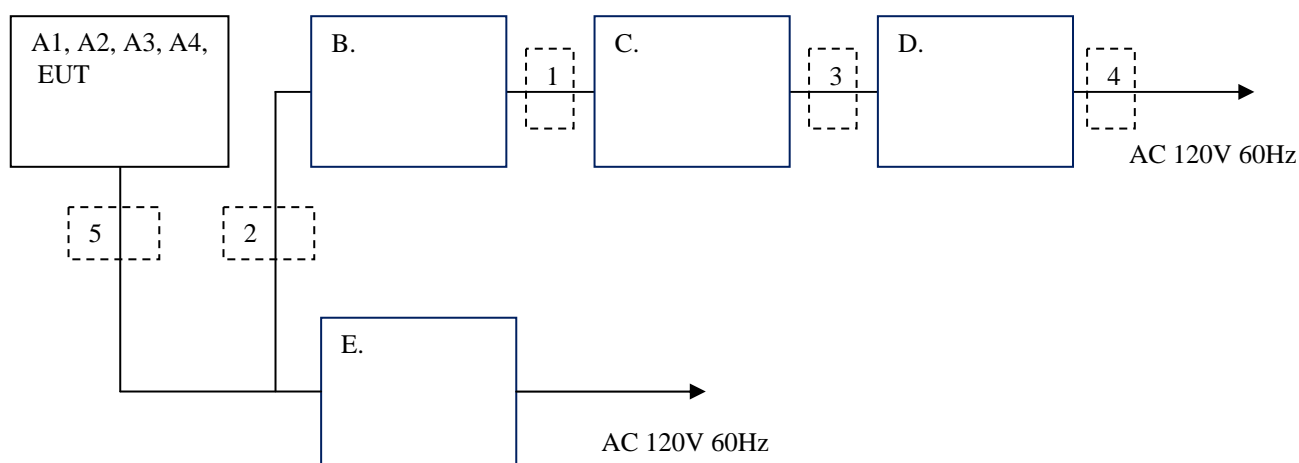 A1, A2, A3, A4,
EUT
B.
1
C.
3
D.
4
AC 120V 60Hz
5
2
E.
AC 120V 60Hz